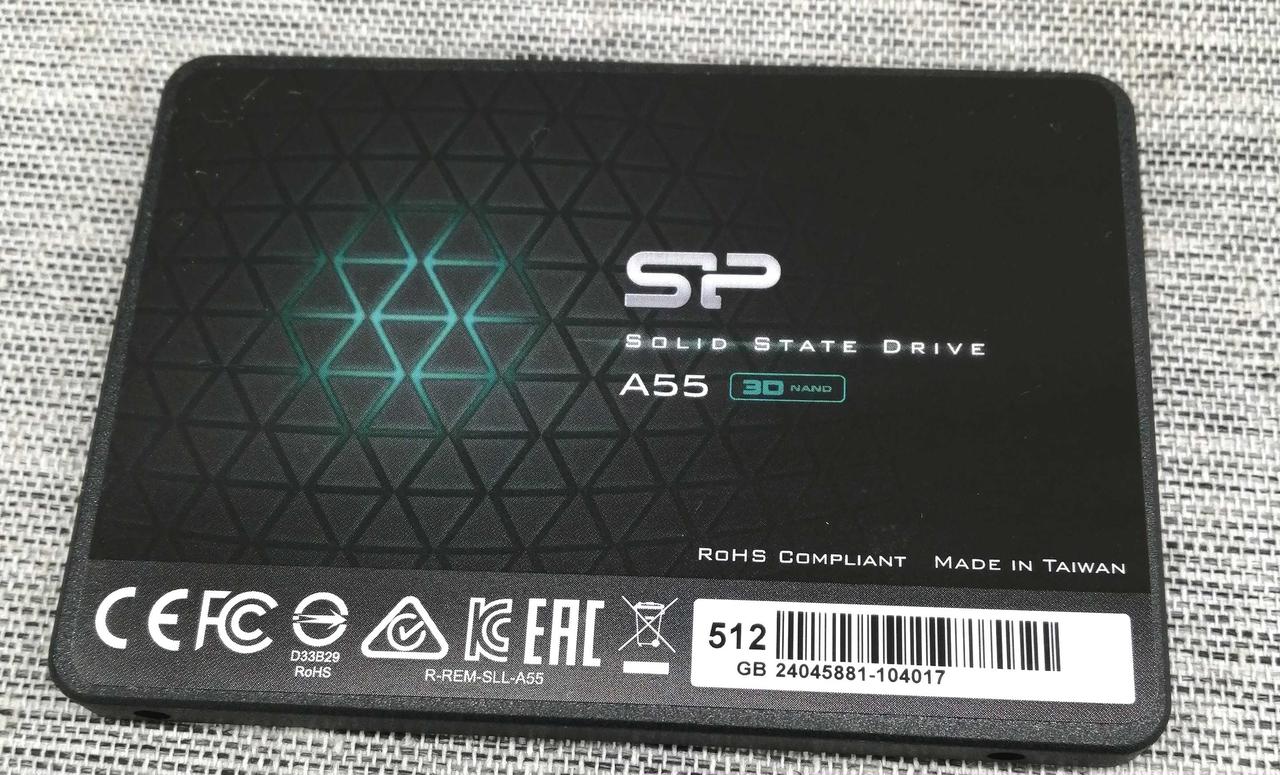 SP
SOLID STATE DRIVE
A55 3D NAND
RoHS COMPLIANT MADE IN TAIWAN
CE FC
D33B29
RoHS
EAC
R-REM-SLL-A55
512
GB 24045881-104017